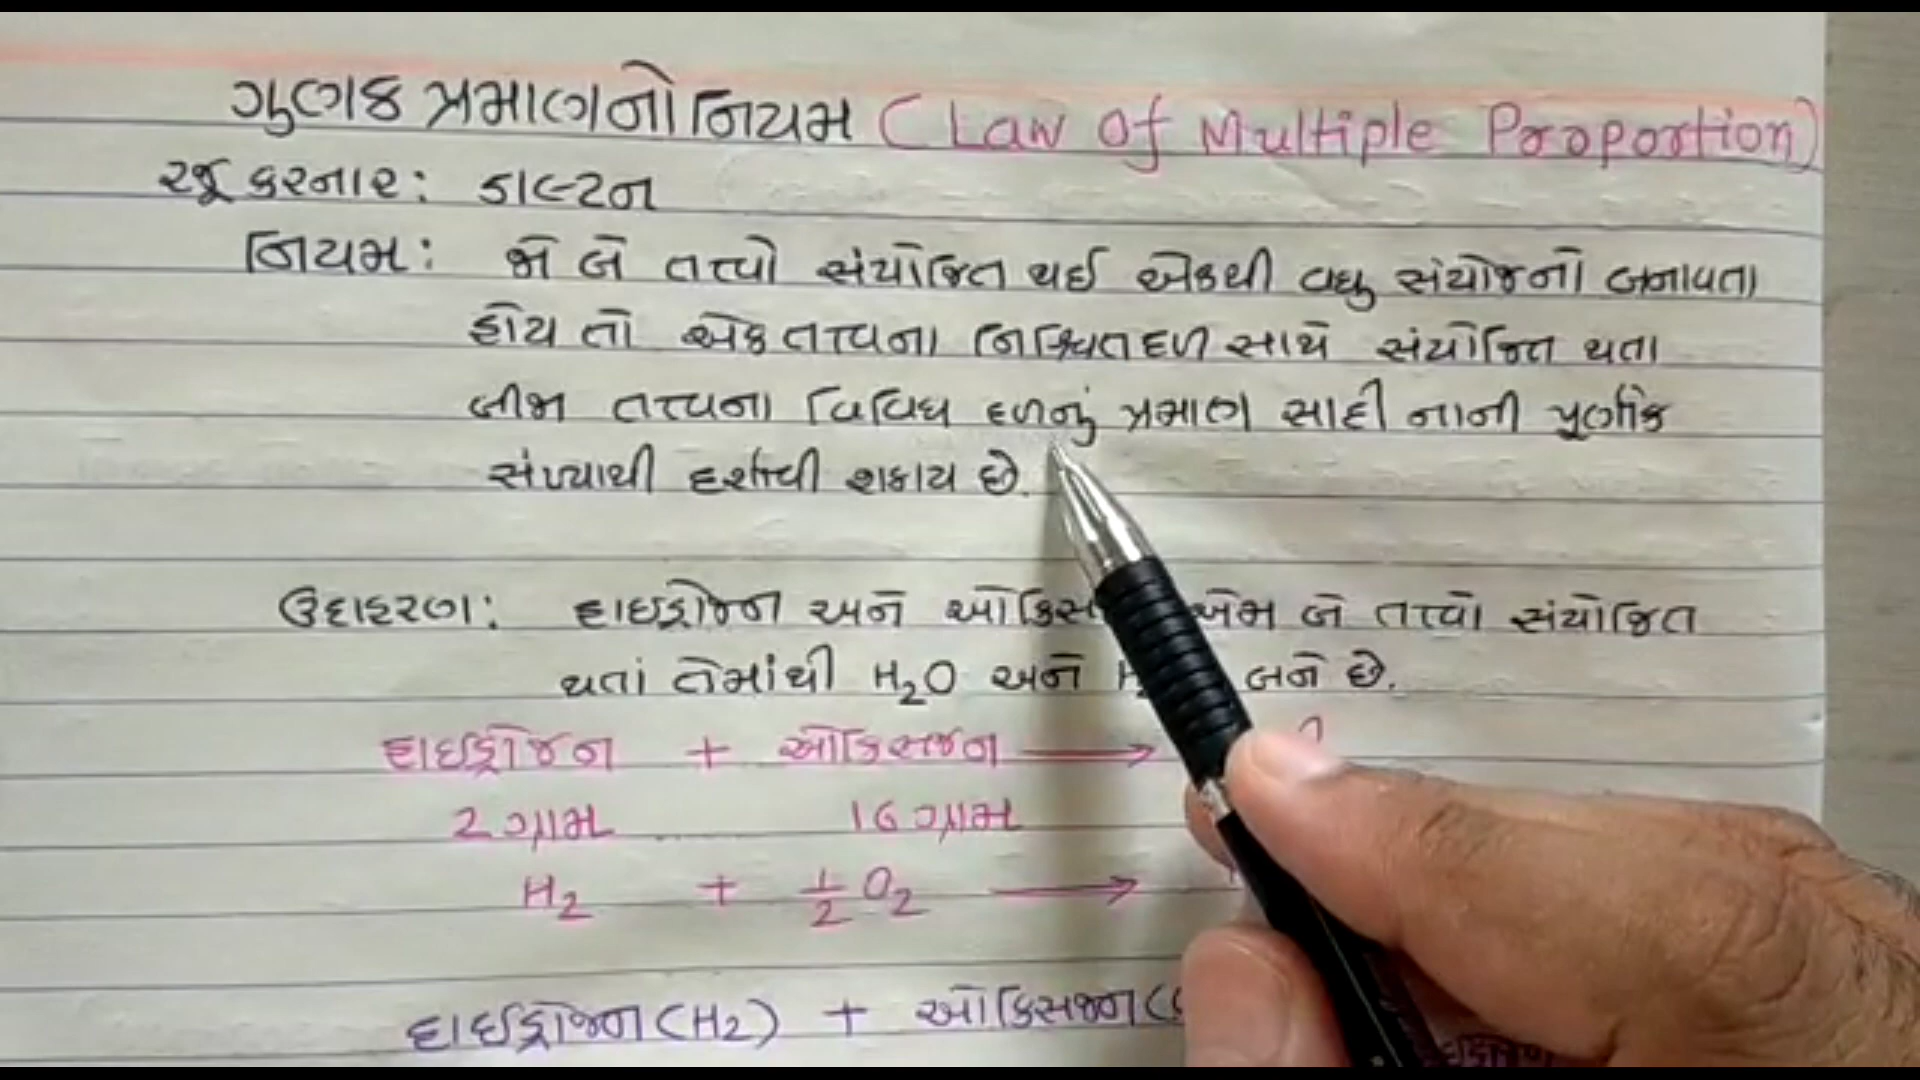 ગુણક પ્રમાણનો નિયમ (Law of Multiple Proportion)
રજૂ કરનાર: ડાલ્ટન
નિયમ: જો બે તત્ત્વો સંયોજિત થઈ એકથી વધુ સંયોજનો બનાવતા
હોય તો એક તત્ત્વના નિશ્ચિત દળ સાથે સંયોજિત થતા
બીજા તત્ત્વના વિવિધ દળનું પ્રમાણ સાદી નાની પૂર્ણાંક
સંખ્યાથી દર્શાવી શકાય છે.
ઉદાહરણ: હાઇડ્રોજન અને એમ બે તત્ત્વો સંયોજિત
થતાં તેમાંથી H₂O અને બને છે.
હાઇડ્રોજન + ઓક્સિજન →
2 ગ્રામ 16 ગ્રામ
H₂ + 1/2 O₂ →
હાઇડ્રોજન (H₂) + ઓક્સિજન (